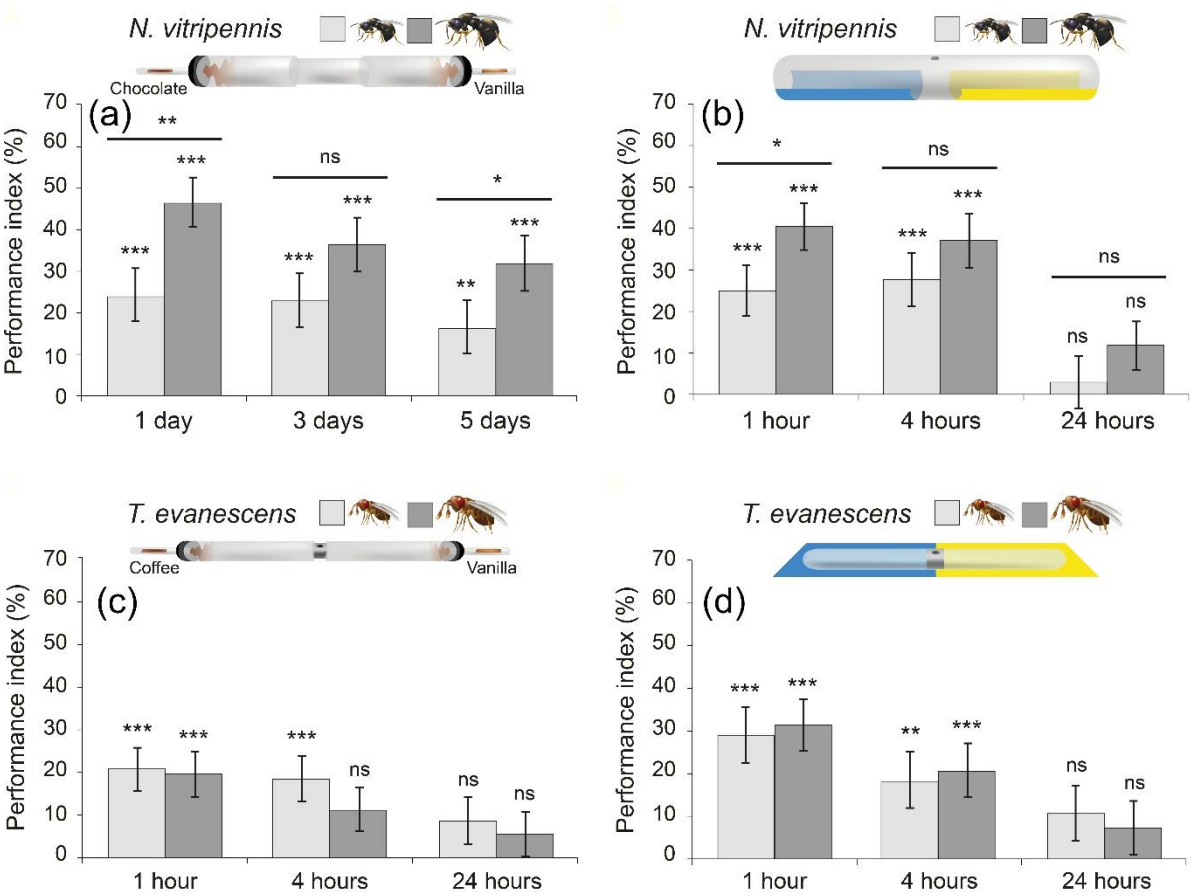 N. vitripennis
Chocolate
Vanilla
(a)
Performance index (%)
70
60
50
40
30
20
10
0
**
***
***
ns
***
***
*
**
***
1 day
3 days
5 days
N. vitripennis
(b)
Performance index (%)
70
60
50
40
30
20
10
0
*
***
***
ns
***
***
ns
ns
ns
1 hour
4 hours
24 hours
T. evanescens
Coffee
Vanilla
(c)
Performance index (%)
70
60
50
40
30
20
10
0
***
***
***
ns
ns
ns
1 hour
4 hours
24 hours
T. evanescens
(d)
Performance index (%)
70
60
50
40
30
20
10
0
***
***
**
***
ns
ns
1 hour
4 hours
24 hours